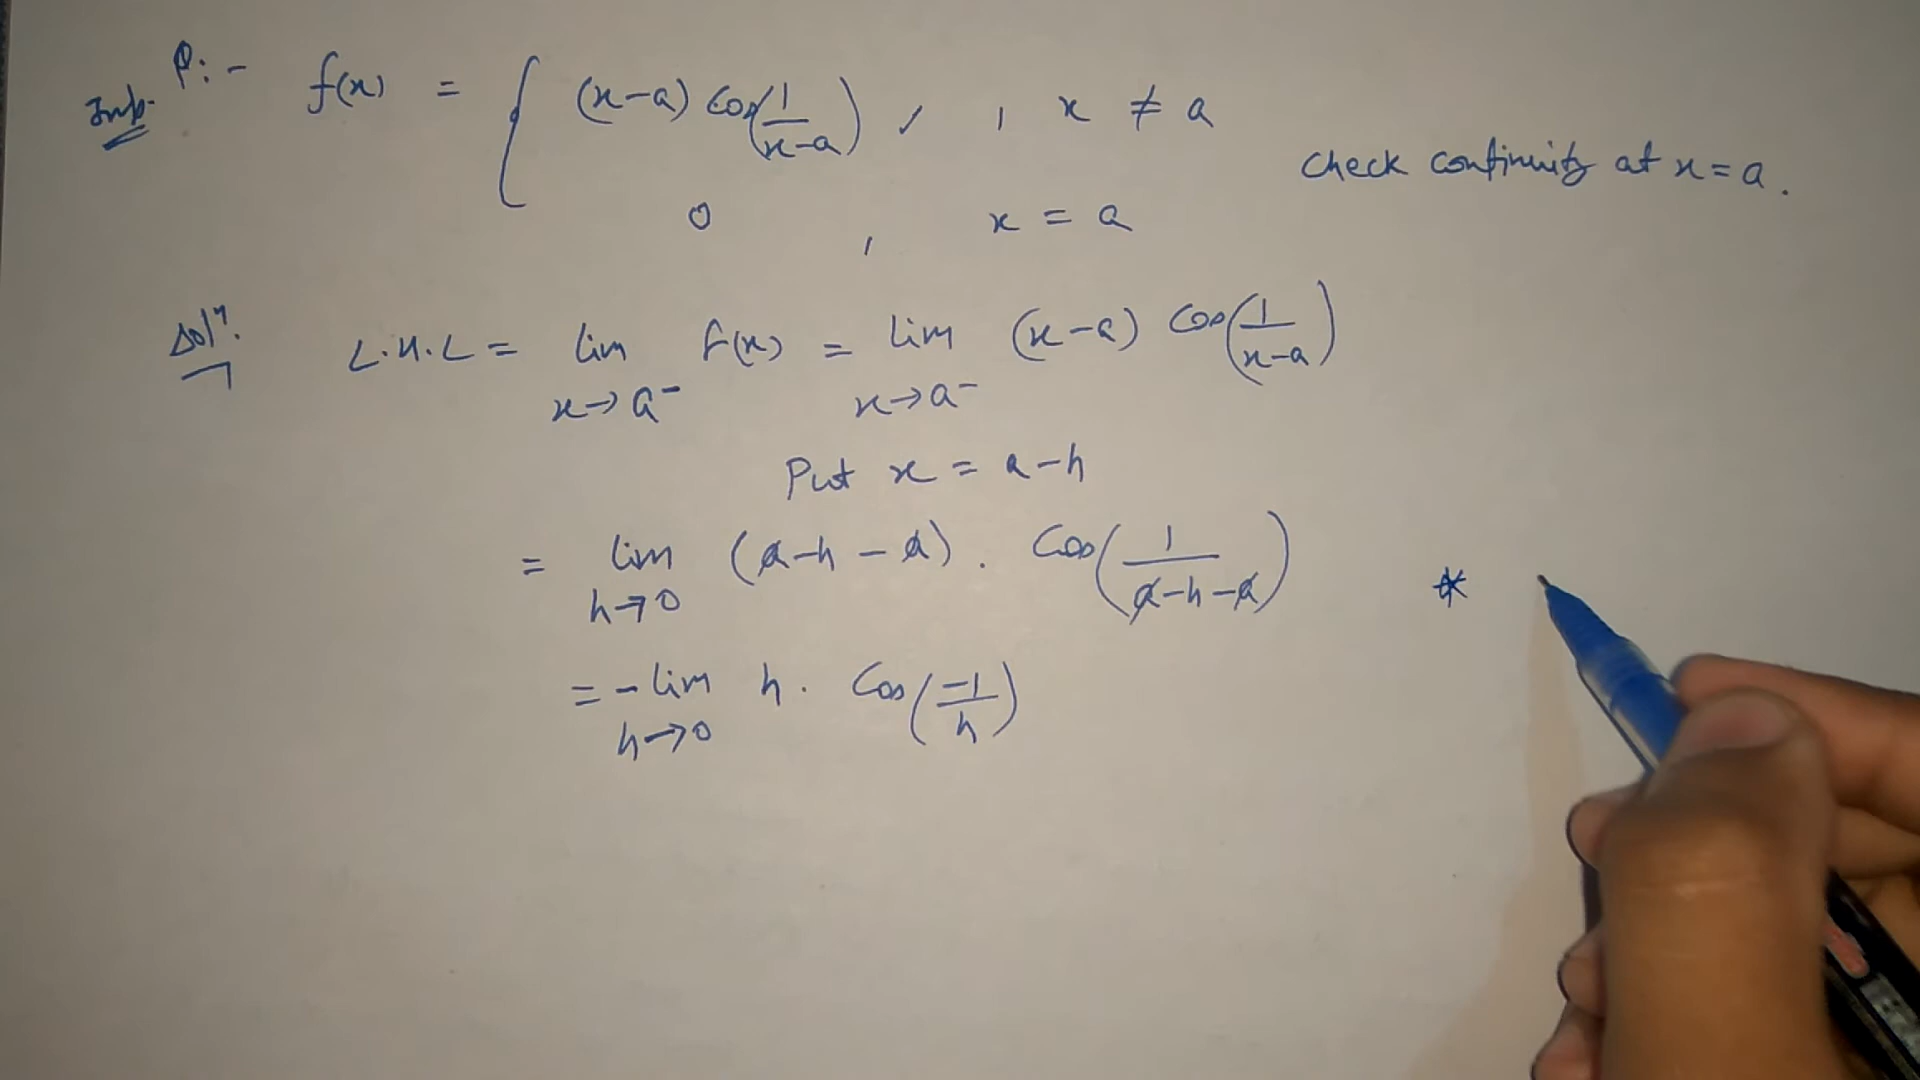 Imp. P:- f(x) = { (x-a) cos(1/(x-a)) , , x ≠ a
check continuity at x = a.
0 , x = a
Solⁿ. L.H.L = lim x→a⁻ f(x) = lim x→a⁻ (x-a) cos(1/(x-a))
Put x = a-h
= lim h→0 (a-h-a) . cos(1/(a-h-a)) *
= - lim h→0 h . cos(-1/h)